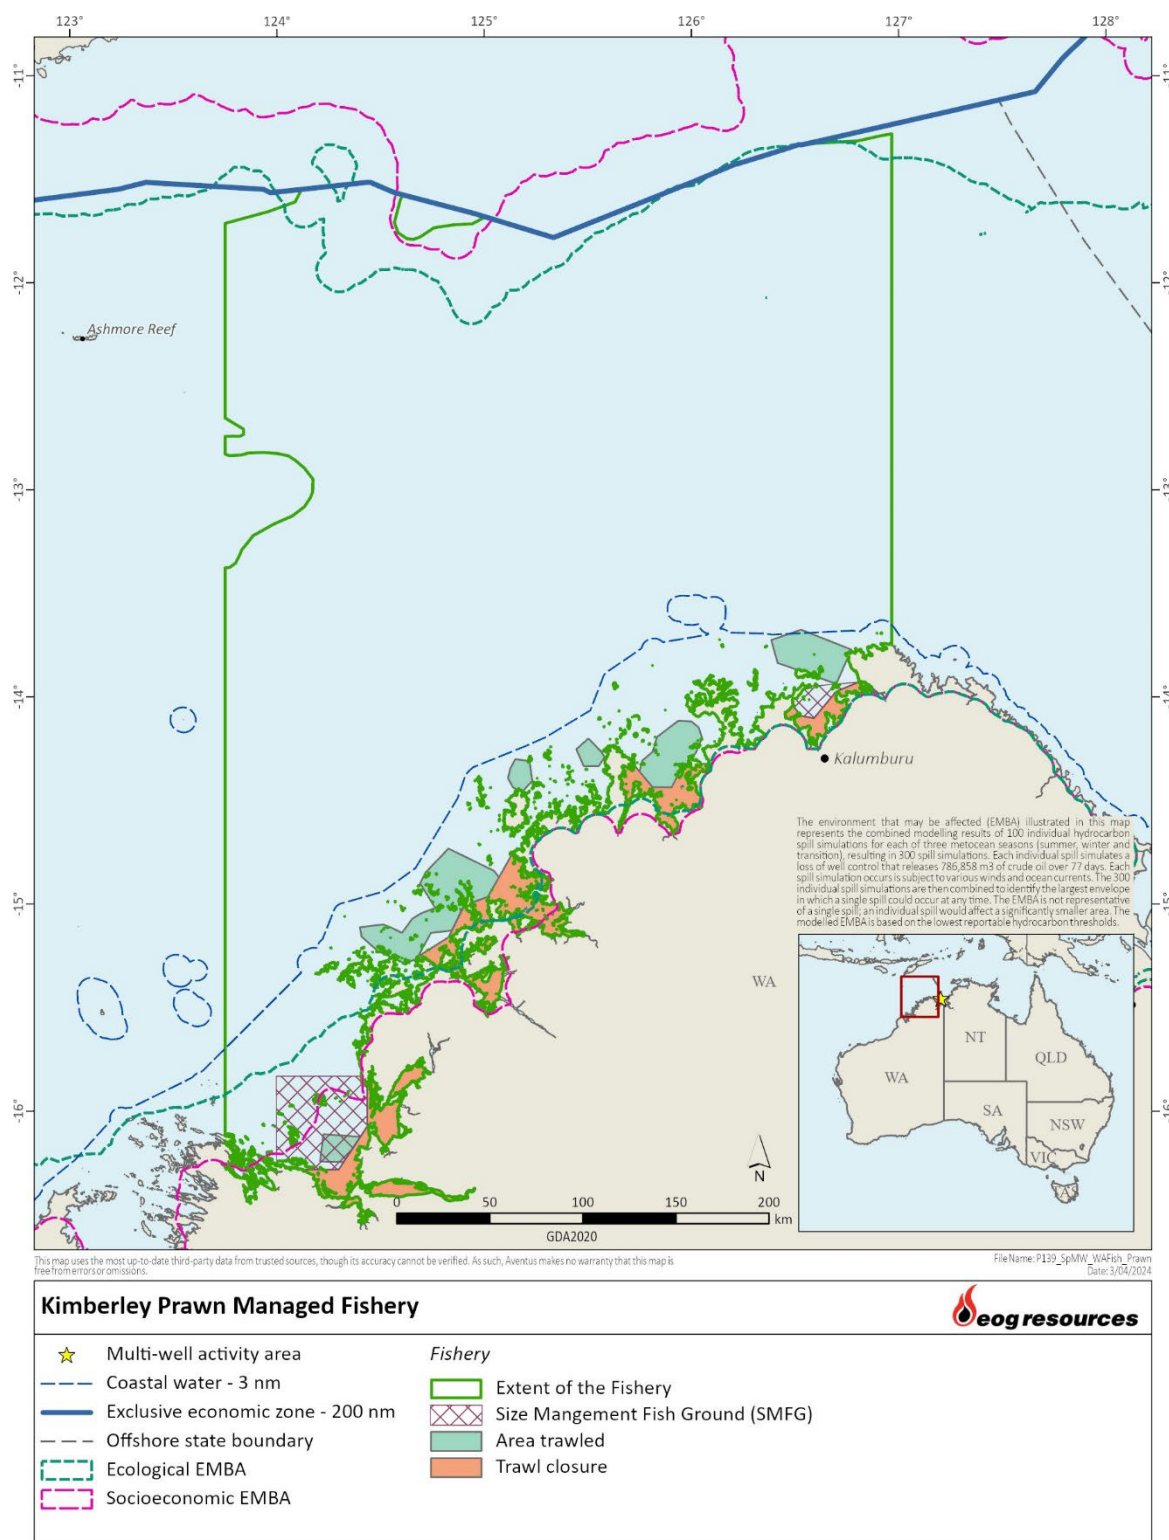 123° 124° 125° 126° 127° 128°
-11° -11°
-12° -12°
Ashmore Reef
-13° -13°
-14° -14°
Kalumburu
The environment that may be affected (EMBA) illustrated in this map
represents the combined modelling results of 100 individual hydrocarbon
spill simulations for each of three metocean seasons (summer, winter and
transition), resulting in 300 spill simulations. Each individual spill simulates a
loss of well control that releases 786,858 m3 of crude oil over 77 days. Each
spill simulation occurs is subject to various winds and ocean currents. The 300
individual spill simulations are then combined to identify the largest envelope
in which a single spill could occur at any time. The EMBA is not representative
of a single spill; an individual spill would affect a significantly smaller area. The
modelled EMBA is based on the lowest reportable hydrocarbon thresholds.
-15° -15°
WA
NT
QLD
WA
SA
NSW
VIC
-16° -16°
N
0 50 100 150 200
km
GDA2020
This map uses the most up-to-date third-party data from trusted sources, though its accuracy cannot be verified. As such, Aventus makes no warranty that this map is
free from errors or omissions.
File Name: P139_SpMW_WAFish_Prawn
Date: 3/04/2024
Kimberley Prawn Managed Fishery
eog resources
Multi-well activity area
Coastal water - 3 nm
Exclusive economic zone - 200 nm
Offshore state boundary
Ecological EMBA
Socioeconomic EMBA
Fishery
Extent of the Fishery
Size Mangement Fish Ground (SMFG)
Area trawled
Trawl closure